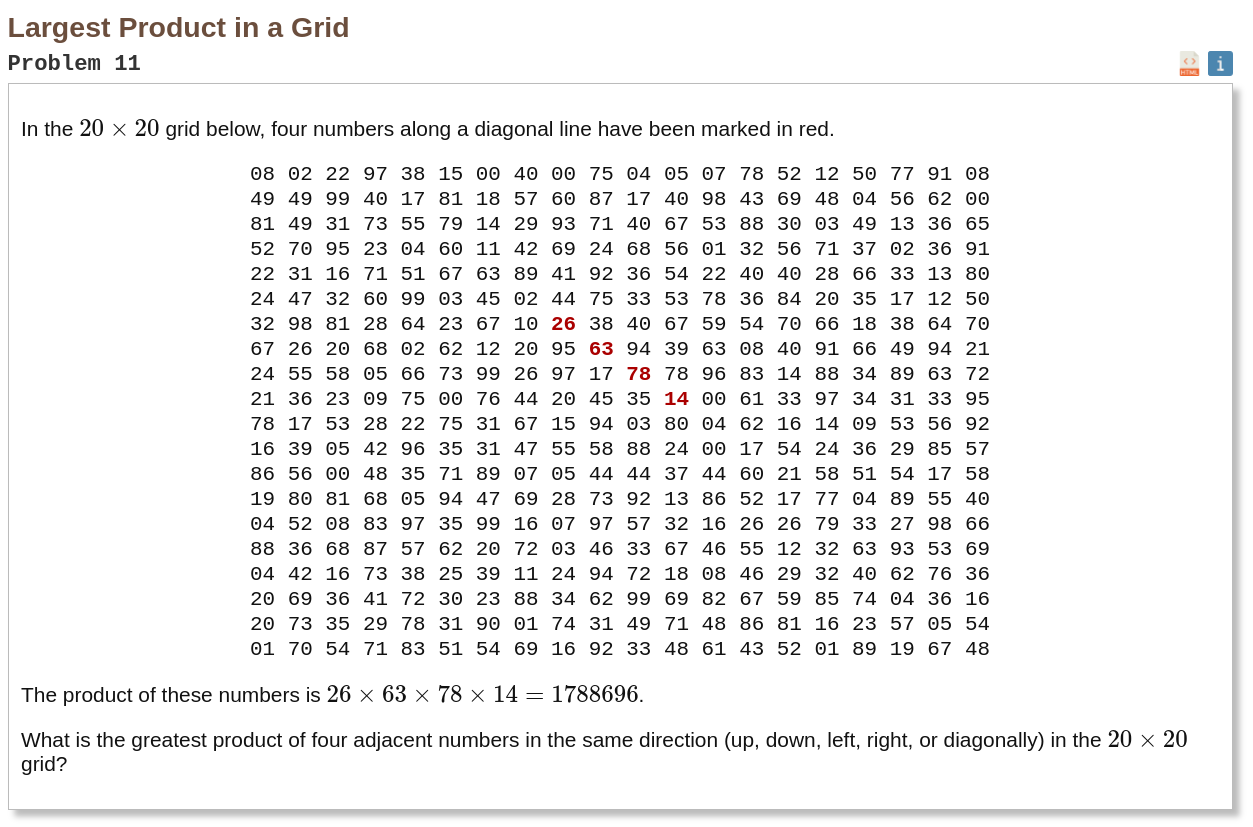 Largest Product in a Grid
Problem 11
HTML
i
In the 20 × 20 grid below, four numbers along a diagonal line have been marked in red.
08 02 22 97 38 15 00 40 00 75 04 05 07 78 52 12 50 77 91 08
49 49 99 40 17 81 18 57 60 87 17 40 98 43 69 48 04 56 62 00
81 49 31 73 55 79 14 29 93 71 40 67 53 88 30 03 49 13 36 65
52 70 95 23 04 60 11 42 69 24 68 56 01 32 56 71 37 02 36 91
22 31 16 71 51 67 63 89 41 92 36 54 22 40 40 28 66 33 13 80
24 47 32 60 99 03 45 02 44 75 33 53 78 36 84 20 35 17 12 50
32 98 81 28 64 23 67 10 26 38 40 67 59 54 70 66 18 38 64 70
67 26 20 68 02 62 12 20 95 63 94 39 63 08 40 91 66 49 94 21
24 55 58 05 66 73 99 26 97 17 78 78 96 83 14 88 34 89 63 72
21 36 23 09 75 00 76 44 20 45 35 14 00 61 33 97 34 31 33 95
78 17 53 28 22 75 31 67 15 94 03 80 04 62 16 14 09 53 56 92
16 39 05 42 96 35 31 47 55 58 88 24 00 17 54 24 36 29 85 57
86 56 00 48 35 71 89 07 05 44 44 37 44 60 21 58 51 54 17 58
19 80 81 68 05 94 47 69 28 73 92 13 86 52 17 77 04 89 55 40
04 52 08 83 97 35 99 16 07 97 57 32 16 26 26 79 33 27 98 66
88 36 68 87 57 62 20 72 03 46 33 67 46 55 12 32 63 93 53 69
04 42 16 73 38 25 39 11 24 94 72 18 08 46 29 32 40 62 76 36
20 69 36 41 72 30 23 88 34 62 99 69 82 67 59 85 74 04 36 16
20 73 35 29 78 31 90 01 74 31 49 71 48 86 81 16 23 57 05 54
01 70 54 71 83 51 54 69 16 92 33 48 61 43 52 01 89 19 67 48
The product of these numbers is 26 × 63 × 78 × 14 = 1788696.
What is the greatest product of four adjacent numbers in the same direction (up, down, left, right, or diagonally) in the 20 × 20
grid?